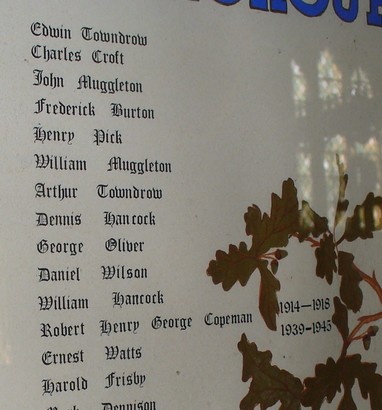 Edwin Towndrow
Charles Croft
John Muggleton
Frederick Burton
Henry Pick
William Muggleton
Arthur Towndrow
Dennis Hancock
George Oliver
Daniel Wilson
William Hancock
Robert Henry George Copeman
1914-1918
1939-1945
Ernest Watts
Harold Frisby
Dennison